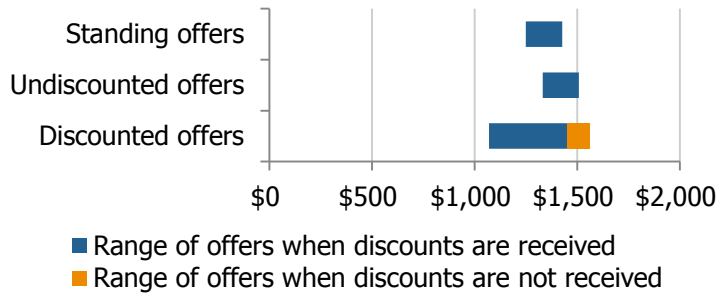 Standing offers
Undiscounted offers
Discounted offers
$0 $500 $1,000 $1,500 $2,000
Range of offers when discounts are received
Range of offers when discounts are not received